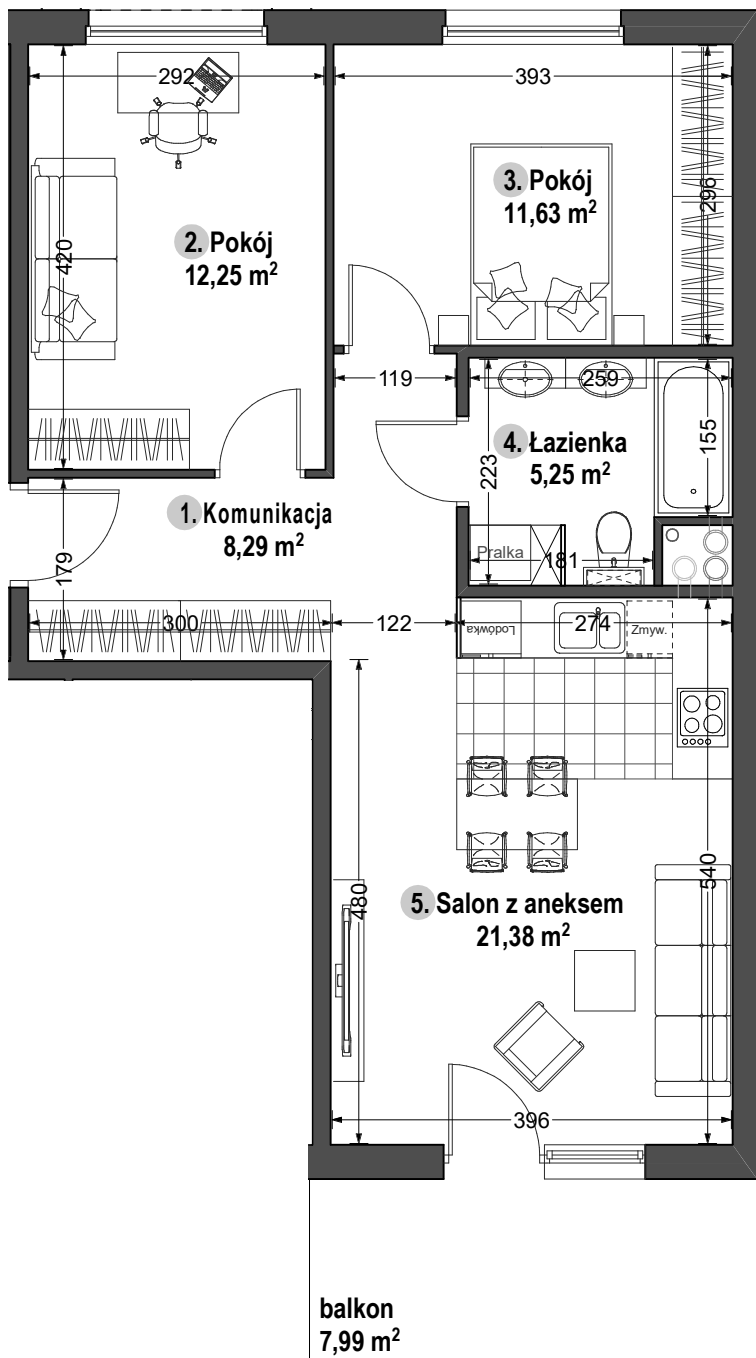 292
393
3. Pokój
11,63 m²
296
2. Pokój
12,25 m²
420
119
259
4. Łazienka
5,25 m²
223
155
1. Komunikacja
8,29 m²
179
Pralka
181
300
122
Lodówka
274
Zmyw.
480
540
5. Salon z aneksem
21,38 m²
396
balkon
7,99 m²